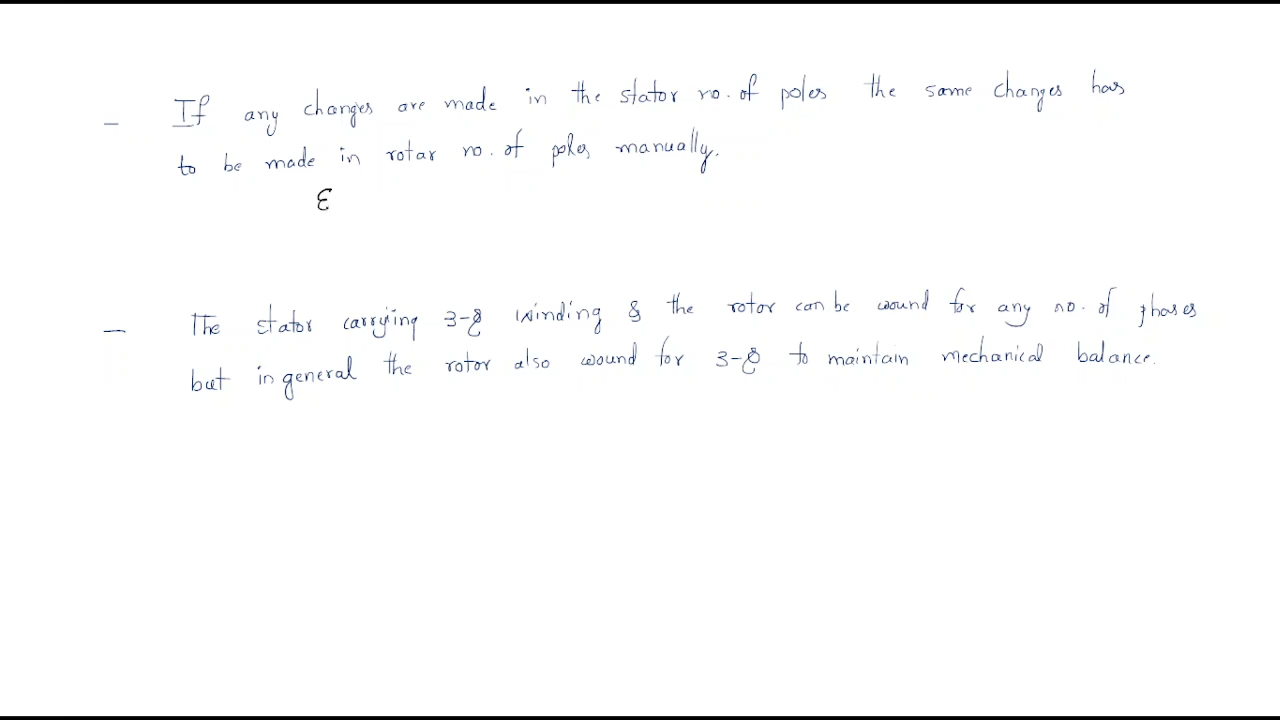 - If any changes are made in the stator no. of poles the same changes has
to be made in rotar no. of poles manually.
ε
- The stator carrying 3-ϕ winding & the rotor can be wound for any no. of phases
but in general the rotor also wound for 3-ϕ to maintain mechanical balance.